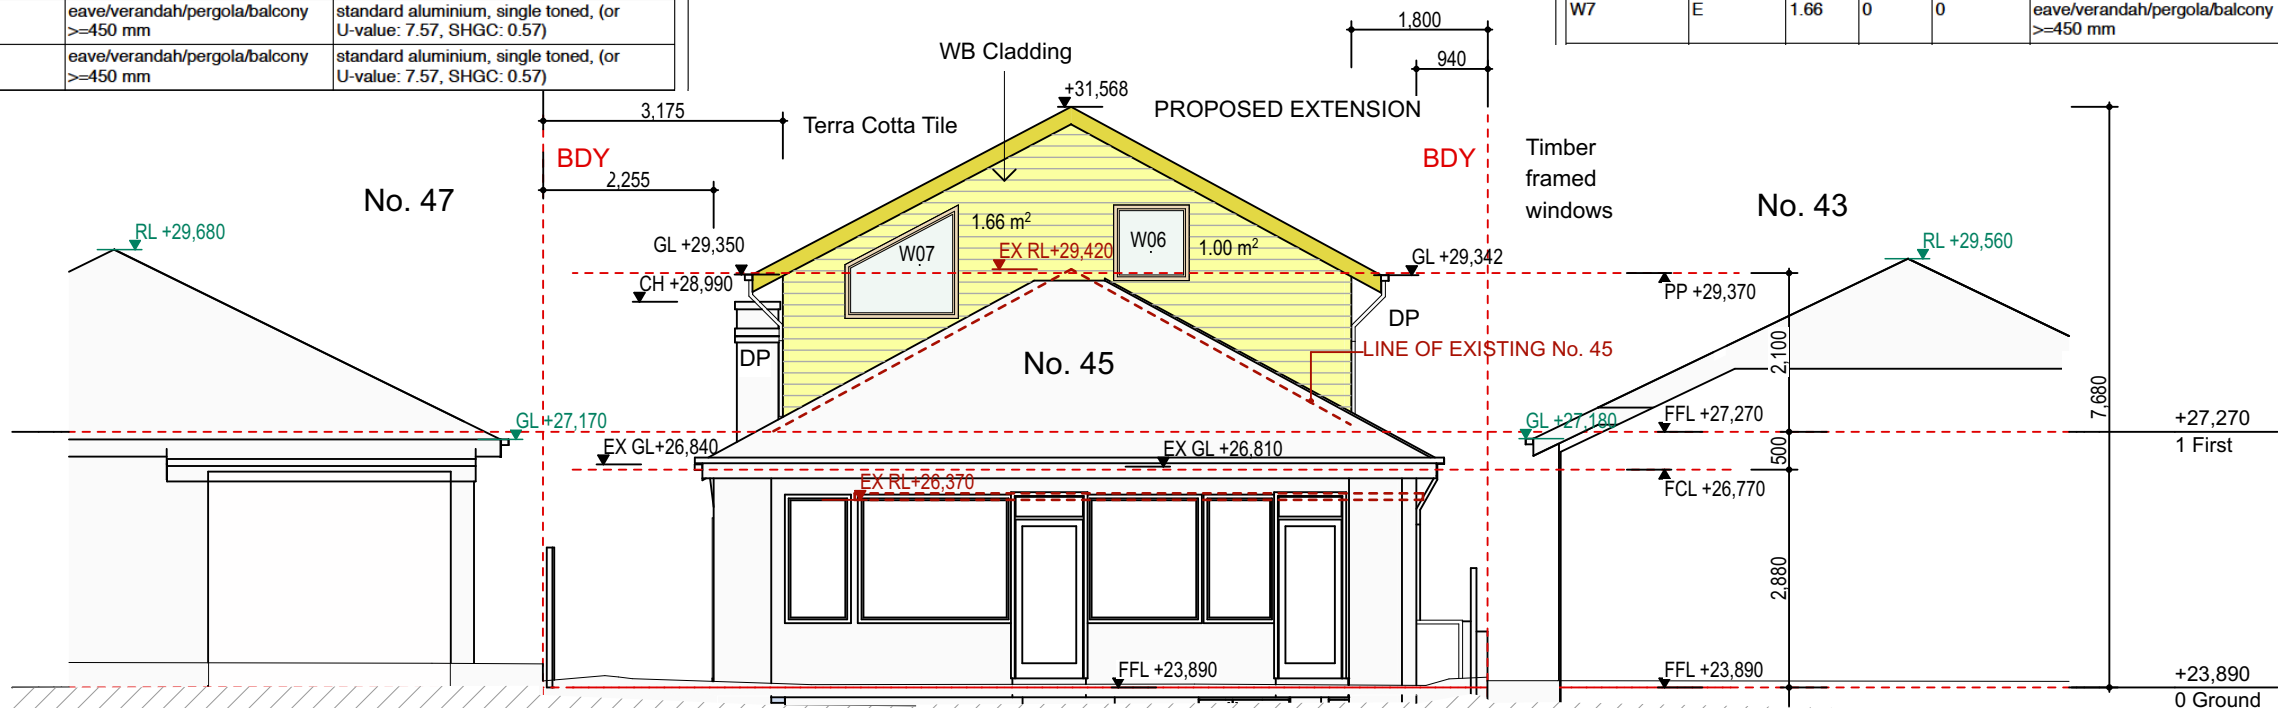 eave/verandah/pergola/balcony
>=450 mm
standard aluminium, single toned, (or
U-value: 7.57, SHGC: 0.57)
eave/verandah/pergola/balcony
>=450 mm
standard aluminium, single toned, (or
U-value: 7.57, SHGC: 0.57)
W7 E 1.66 0 0 eave/verandah/pergola/balcony
>=450 mm
1,800
940
WB Cladding
+31,568
PROPOSED EXTENSION
3,175
Terra Cotta Tile
BDY
BDY
Timber
framed
windows
2,255
No. 47
No. 43
RL +29,680
1.66 m²
W07
W06
1.00 m²
RL +29,560
GL +29,350
EX RL+29,420
GL +29,342
CH +28,990
PP +29,370
DP
DP
LINE OF EXISTING No. 45
No. 45
2,100
7,680
GL +27,170
GL +27,180
FFL +27,270
+27,270
1 First
EX GL+26,840
EX GL +26,810
500
EX RL+26,370
FCL +26,770
2,880
FFL +23,890
FFL +23,890
+23,890
0 Ground